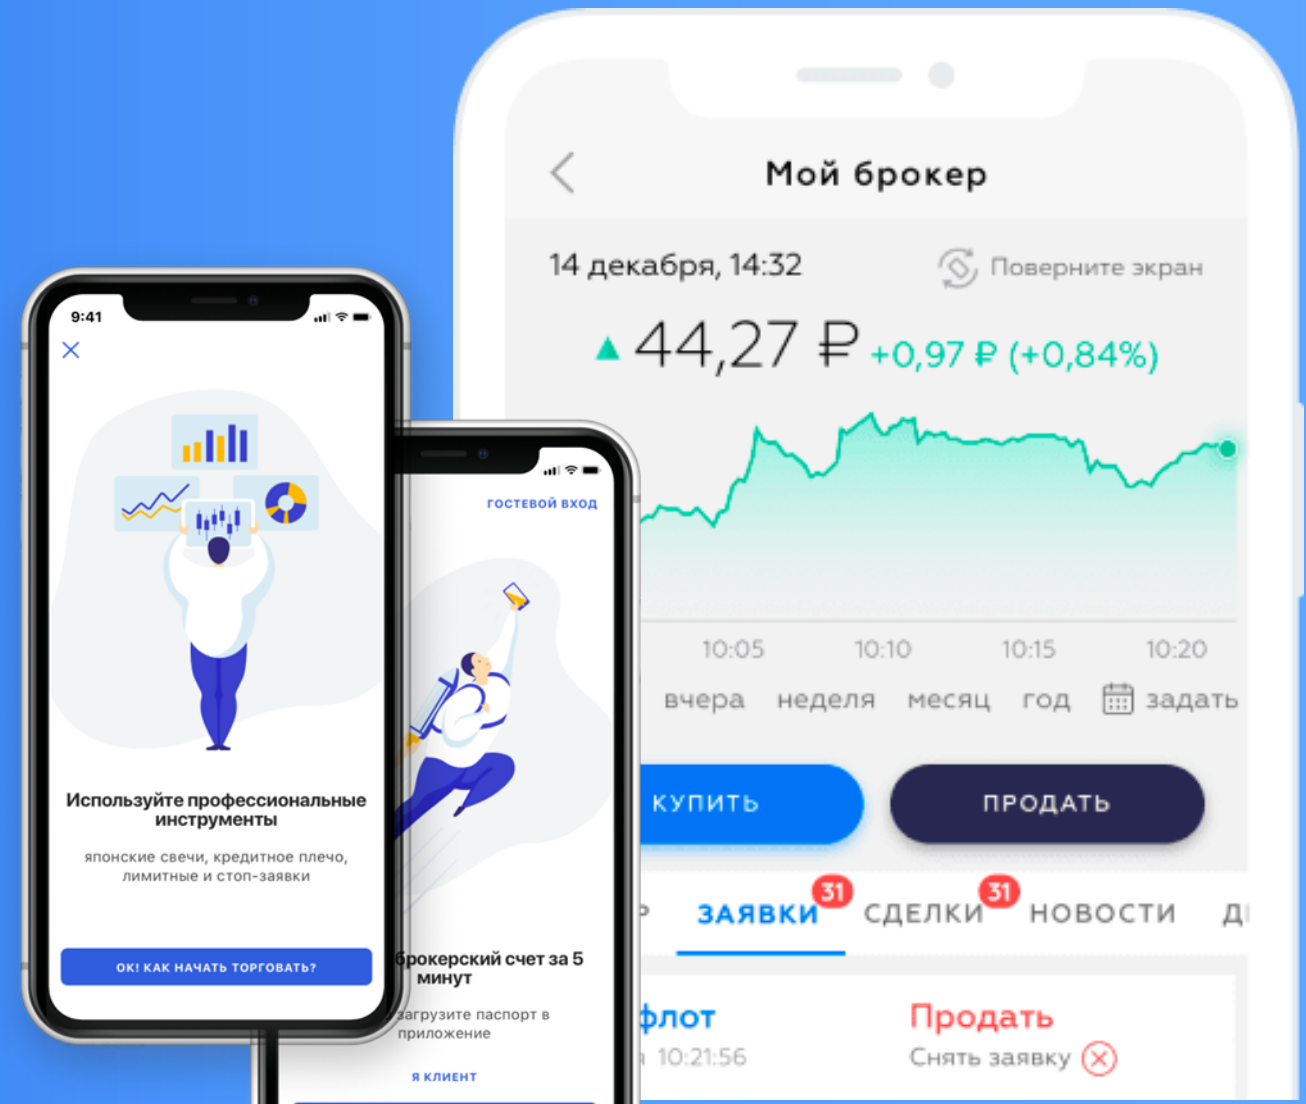 9:41
Используйте профессиональные
инструменты
японские свечи, кредитное плечо,
лимитные и стоп-заявки
ОК! КАК НАЧАТЬ ТОРГОВАТЬ?
ГОСТЕВОЙ ВХОД
брокерский счет за 5
минут
загрузите паспорт в
приложение
Я КЛИЕНТ
Мой брокер
14 декабря, 14:32 Поверните экран
44,27 ₽ +0,97 ₽ (+0,84%)
10:05 10:10 10:15 10:20
вчера неделя месяц год задать
КУПИТЬ ПРОДАТЬ
ЗАЯВКИ 31 СДЕЛКИ 31 НОВОСТИ
флот Продать
10:21:56 Снять заявку